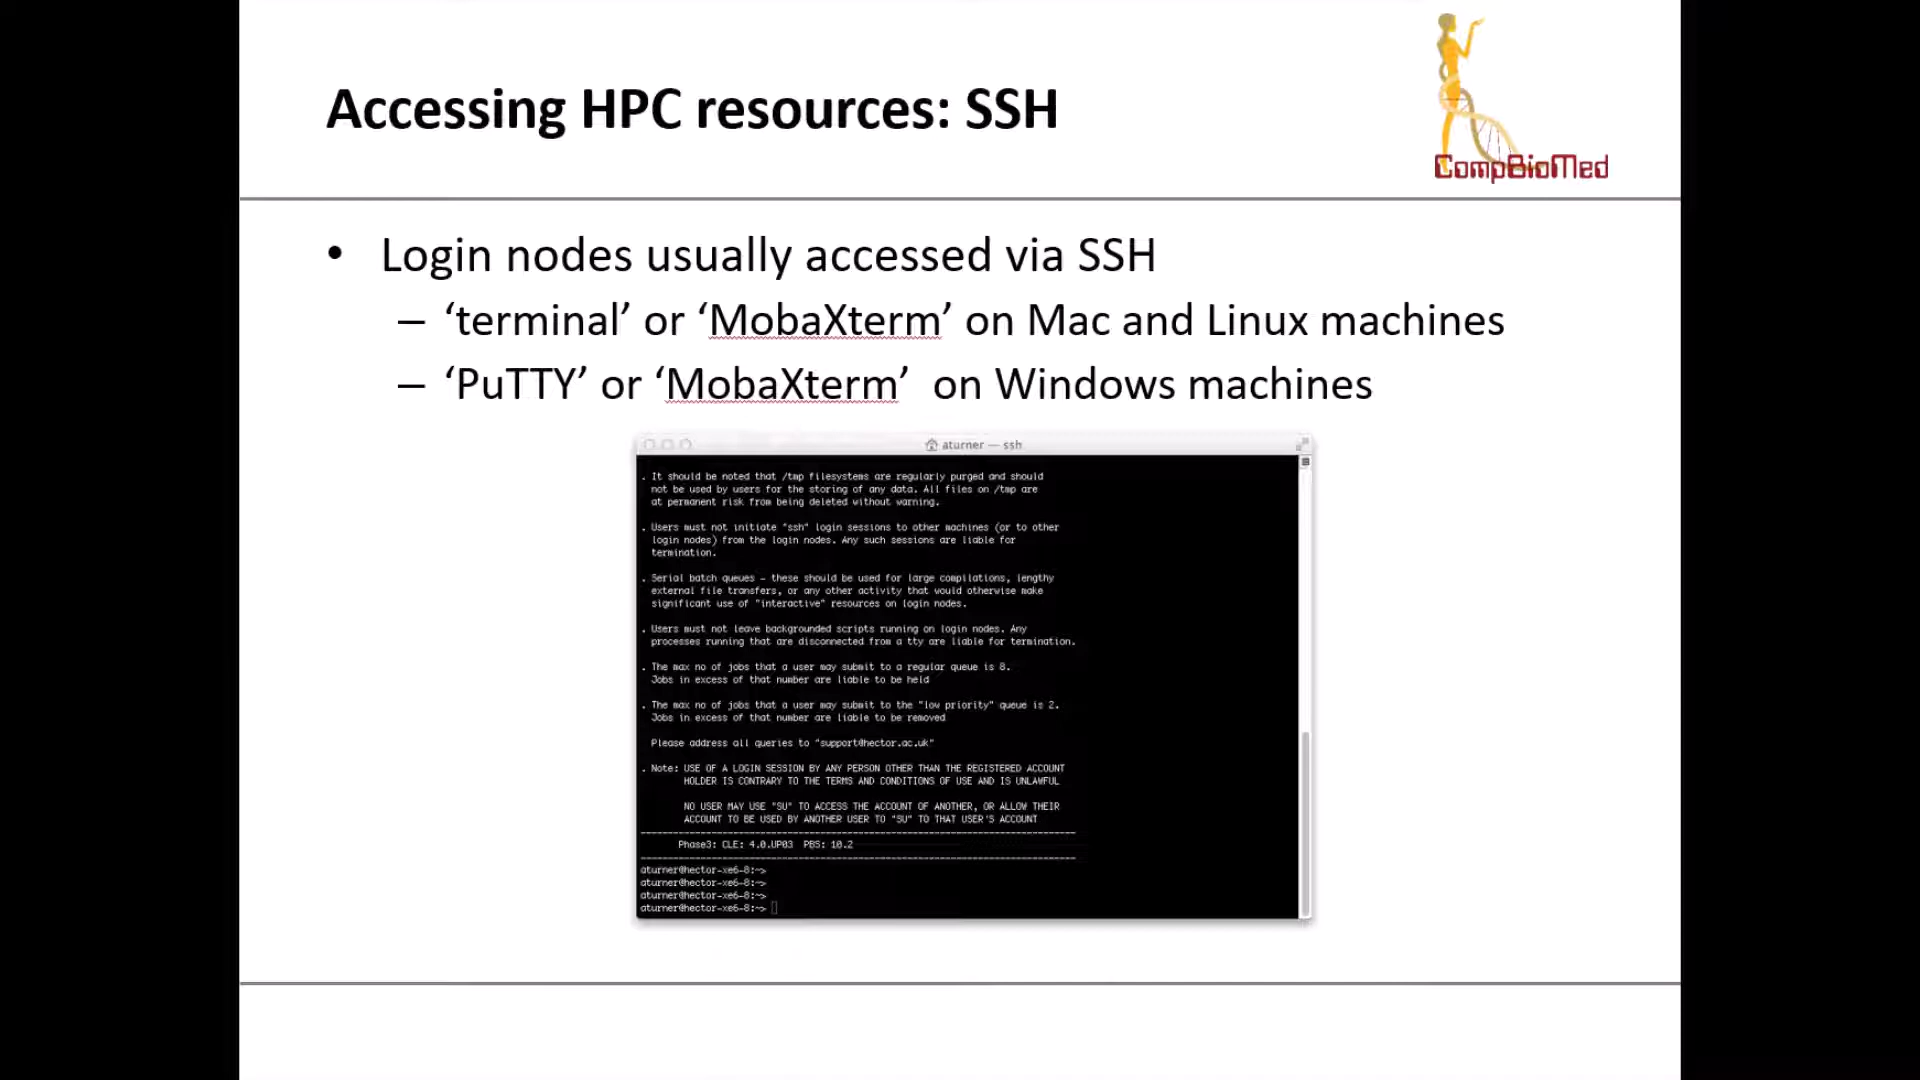 Accessing HPC resources: SSH
CompBioMed
• Login nodes usually accessed via SSH
– ‘terminal’ or ‘MobaXterm’ on Mac and Linux machines
– ‘PuTTY’ or ‘MobaXterm’  on Windows machines
aturner — ssh
. It should be noted that /tmp filesystems are regularly purged and should
not be used by users for the storing of any data. All files on /tmp are
at permanent risk from being deleted without warning.
. Users must not initiate "ssh" login sessions to other machines (or to other
login nodes) from the login nodes. Any such sessions are liable for
termination.
. Serial batch queues – these should be used for large compilations, lengthy
external file transfers, or any other activity that would otherwise make
significant use of "interactive" resources on login nodes.
. Users must not leave backgrounded scripts running on login nodes. Any
processes running that are disconnected from a tty are liable for termination.
. The max no of jobs that a user may submit to a regular queue is 8.
Jobs in excess of that number are liable to be held
. The max no of jobs that a user may submit to the "low priority" queue is 2.
Jobs in excess of that number are liable to be removed
Please address all queries to "support@hector.ac.uk"
. Note: USE OF A LOGIN SESSION BY ANY PERSON OTHER THAN THE REGISTERED ACCOUNT
HOLDER IS CONTRARY TO THE TERMS AND CONDITIONS OF USE AND IS UNLAWFUL
NO USER MAY USE "SU" TO ACCESS THE ACCOUNT OF ANOTHER, OR ALLOW THEIR
ACCOUNT TO BE USED BY ANOTHER USER TO "SU" TO THAT USER'S ACCOUNT
Phase3: CLE: 4.0.UP03  PBS: 10.2
aturner@hector-xe6-8:~>
aturner@hector-xe6-8:~>
aturner@hector-xe6-8:~>
aturner@hector-xe6-8:~>